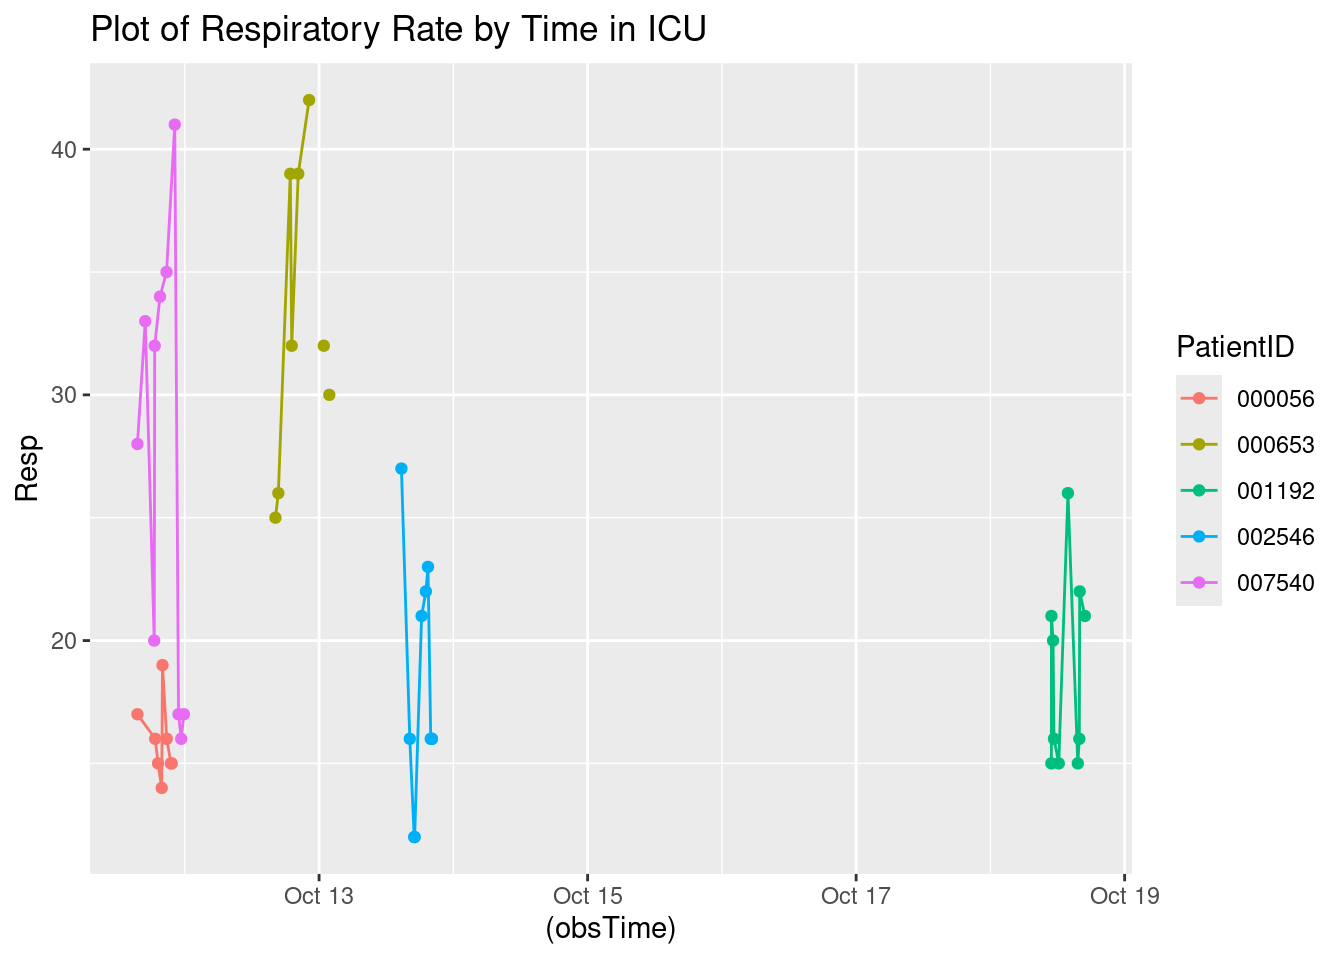 Plot of Respiratory Rate by Time in ICU
40
30
20
Resp
Oct 13
Oct 15
Oct 17
Oct 19
(obsTime)
PatientID
000056
000653
001192
002546
007540